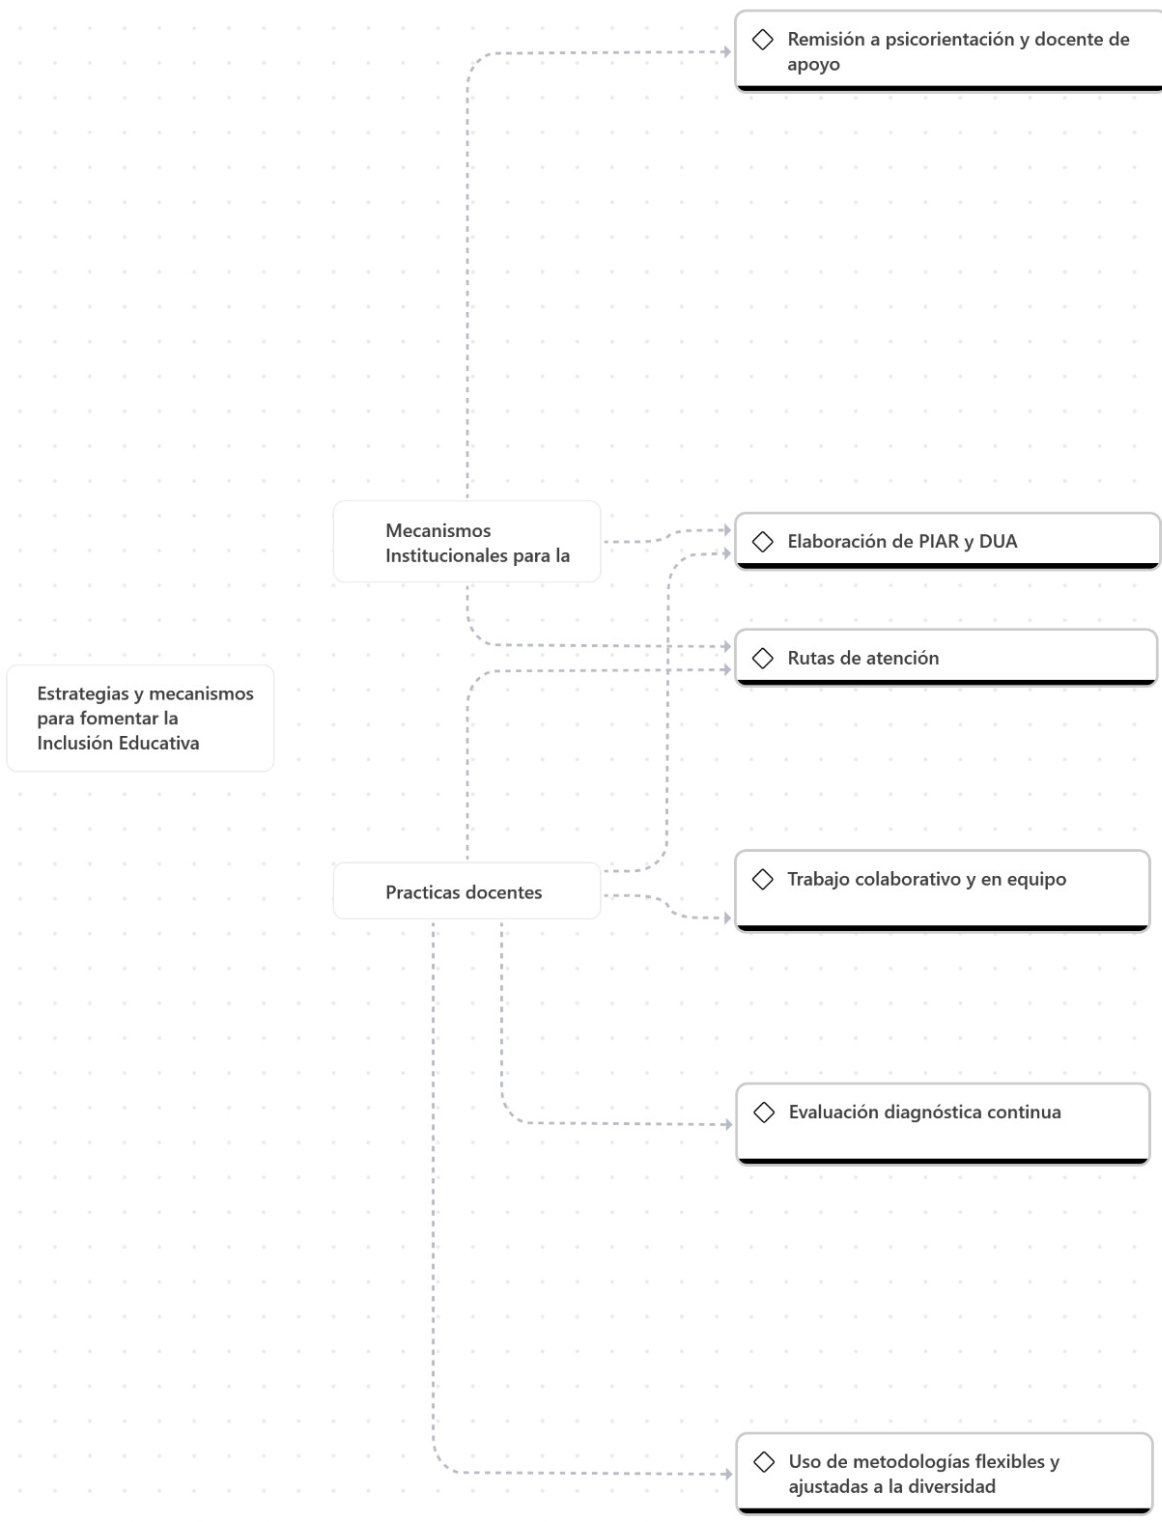 Remisión a psicorientación y docente de
apoyo
Mecanismos
Institucionales para la
Elaboración de PIAR y DUA
Rutas de atención
Estrategias y mecanismos
para fomentar la
Inclusión Educativa
Trabajo colaborativo y en equipo
Practicas docentes
Evaluación diagnóstica continua
Uso de metodologías flexibles y
ajustadas a la diversidad